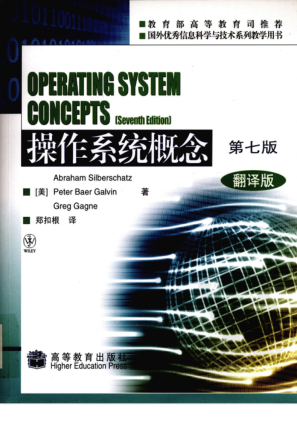 ■ 教育部高等教育司推荐
■ 国外优秀信息科学与技术系列教学用书
OPERATING SYSTEM
CONCEPTS (Seventh Edition)
操作系统概念 第七版
翻译版
Abraham Silberschatz
■ [美] Peter Baer Galvin 著
Greg Gagne
■ 郑扣根 译
WILEY
高等教育出版社
Higher Education Press